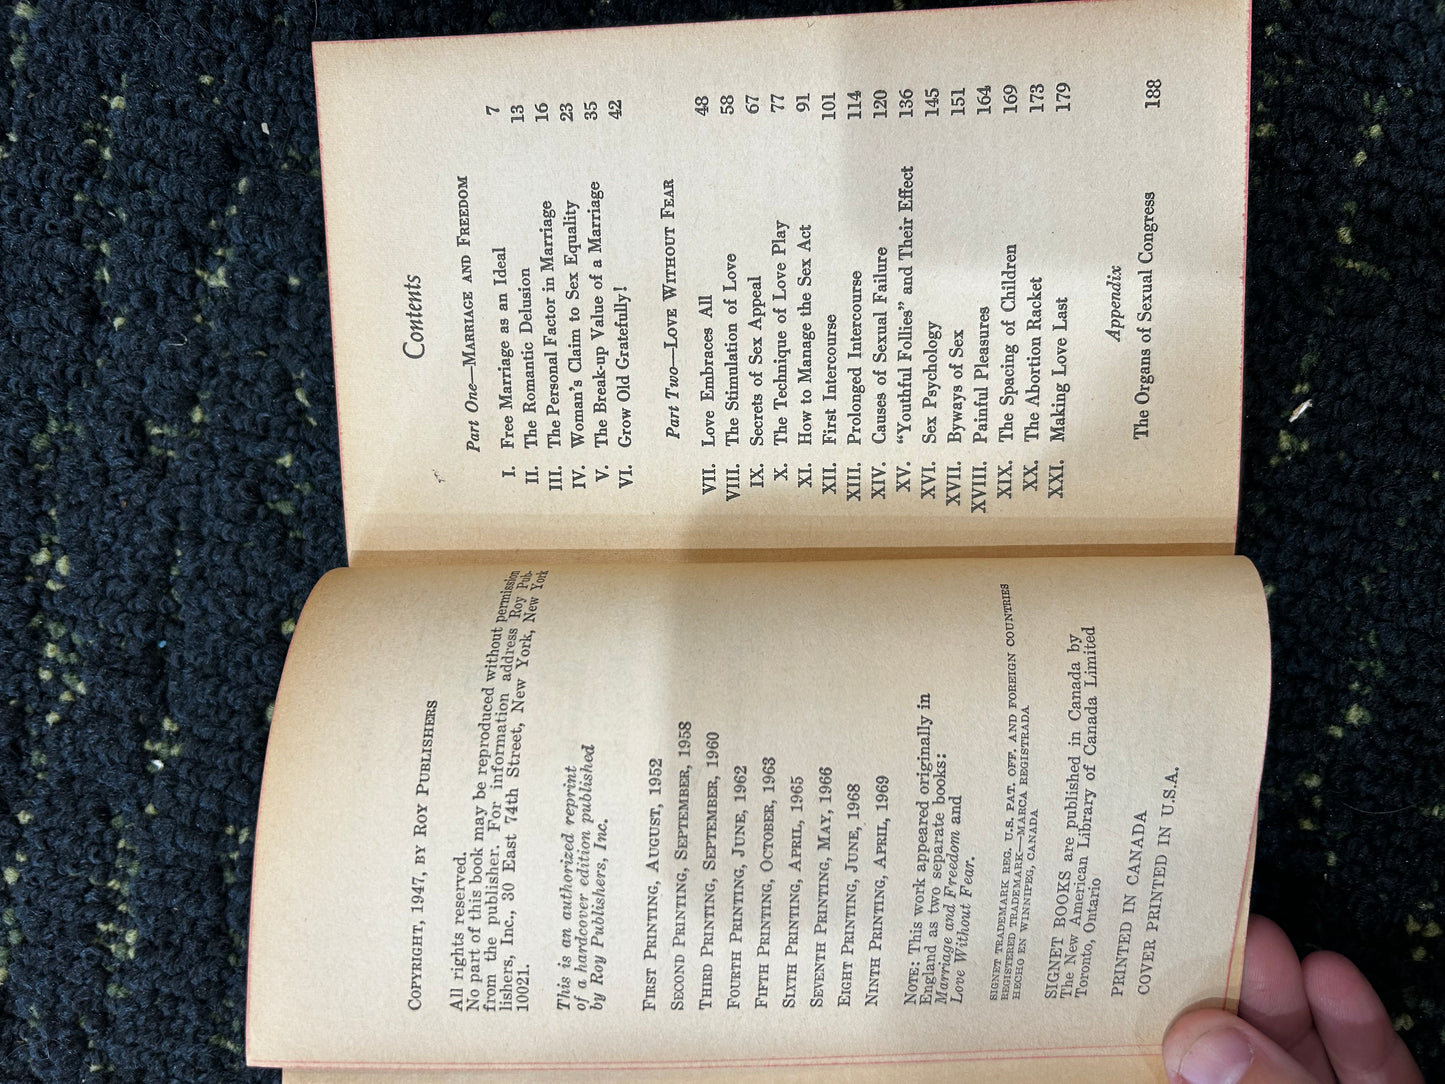 COPYRIGHT, 1947, BY ROY PUBLISHERS
All rights reserved.
No part of this book may be reproduced without permission
from the publisher. For information address Roy Pub-
lishers, Inc., 30 East 74th Street, New York, New York
10021.
This is an authorized reprint
of a hardcover edition published
by Roy Publishers, Inc.
FIRST PRINTING, AUGUST, 1952
SECOND PRINTING, SEPTEMBER, 1958
THIRD PRINTING, SEPTEMBER, 1960
FOURTH PRINTING, JUNE, 1962
FIFTH PRINTING, OCTOBER, 1963
SIXTH PRINTING, APRIL, 1965
SEVENTH PRINTING, MAY, 1966
EIGHT PRINTING, JUNE, 1968
NINTH PRINTING, APRIL, 1969
NOTE: This work appeared originally in
England as two separate books:
Marriage and Freedom and
Love Without Fear.
SIGNET TRADEMARK REG. U.S. PAT. OFF. AND FOREIGN COUNTRIES
REGISTERED TRADEMARK—MARCA REGISTRADA
HECHO EN WINNIPEG, CANADA
SIGNET BOOKS are published in Canada by
The New American Library of Canada Limited
Toronto, Ontario
PRINTED IN CANADA
COVER PRINTED IN U.S.A.
Contents
Part One—MARRIAGE AND FREEDOM
I. Free Marriage as an Ideal 7
II. The Romantic Delusion 13
III. The Personal Factor in Marriage 16
IV. Woman's Claim to Sex Equality 23
V. The Break-up Value of a Marriage 35
VI. Grow Old Gratefully! 42
Part Two—LOVE WITHOUT FEAR
VII. Love Embraces All 48
VIII. The Stimulation of Love 58
IX. Secrets of Sex Appeal 67
X. The Technique of Love Play 77
XI. How to Manage the Sex Act 91
XII. First Intercourse 101
XIII. Prolonged Intercourse 114
XIV. Causes of Sexual Failure 120
XV. "Youthful Follies" and Their Effect 136
XVI. Sex Psychology 145
XVII. Byways of Sex 151
XVIII. Painful Pleasures 164
XIX. The Spacing of Children 169
XX. The Abortion Racket 173
XXI. Making Love Last 179
Appendix
The Organs of Sexual Congress 188